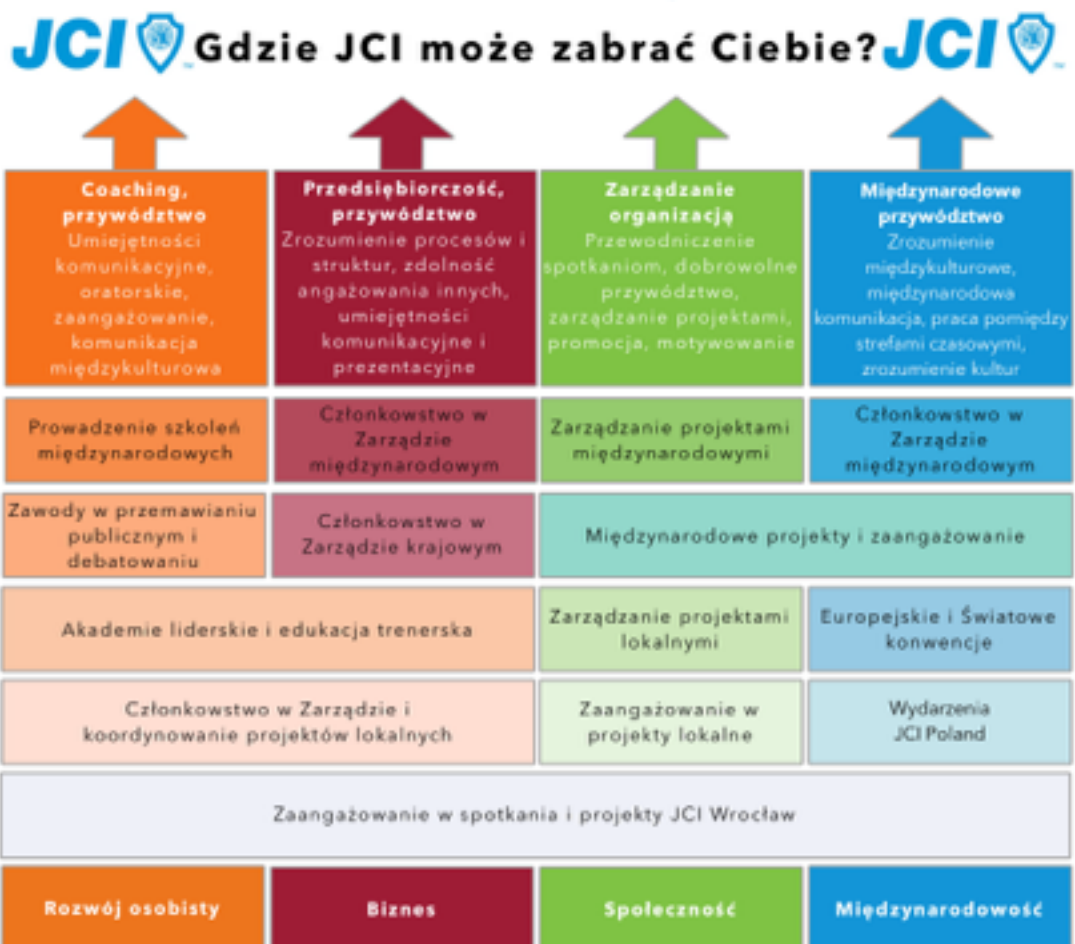 JCI Gdzie JCI może zabrać Ciebie? JCI
Coaching,
przywództwo
Umiejętności
komunikacyjne,
oratorskie,
zaangażowanie,
komunikacja
międzykulturowa
Przedsiębiorczość,
przywództwo
Zrozumienie procesów i
struktur, zdolność
angażowania innych,
umiejętności
komunikacyjne i
prezentacyjne
Zarządzanie
organizacją
Przewodniczenie
spotkaniom, dobrowolne
przywództwo,
zarządzanie projektami,
promocja, motywowanie
Międzynarodowe
przywództwo
Zrozumienie
międzykulturowe,
międzynarodowa
komunikacja, praca pomiędzy
strefami czasowymi,
zrozumienie kultur
Prowadzenie szkoleń
międzynarodowych
Członkowstwo w
Zarządzie
międzynarodowym
Zarządzanie projektami
międzynarodowymi
Członkowstwo w
Zarządzie
międzynarodowym
Zawody w przemawianiu
publicznym i
debatowaniu
Członkowstwo w
Zarządzie krajowym
Międzynarodowe projekty i zaangażowanie
Akademie liderskie i edukacja trenerska
Zarządzanie projektami
lokalnymi
Europejskie i Światowe
konwencje
Członkowstwo w Zarządzie i
koordynowanie projektów lokalnych
Zaangażowanie w
projekty lokalne
Wydarzenia
JCI Poland
Zaangażowanie w spotkania i projekty JCI Wrocław
Rozwój osobisty
Biznes
Społeczność
Międzynarodowość